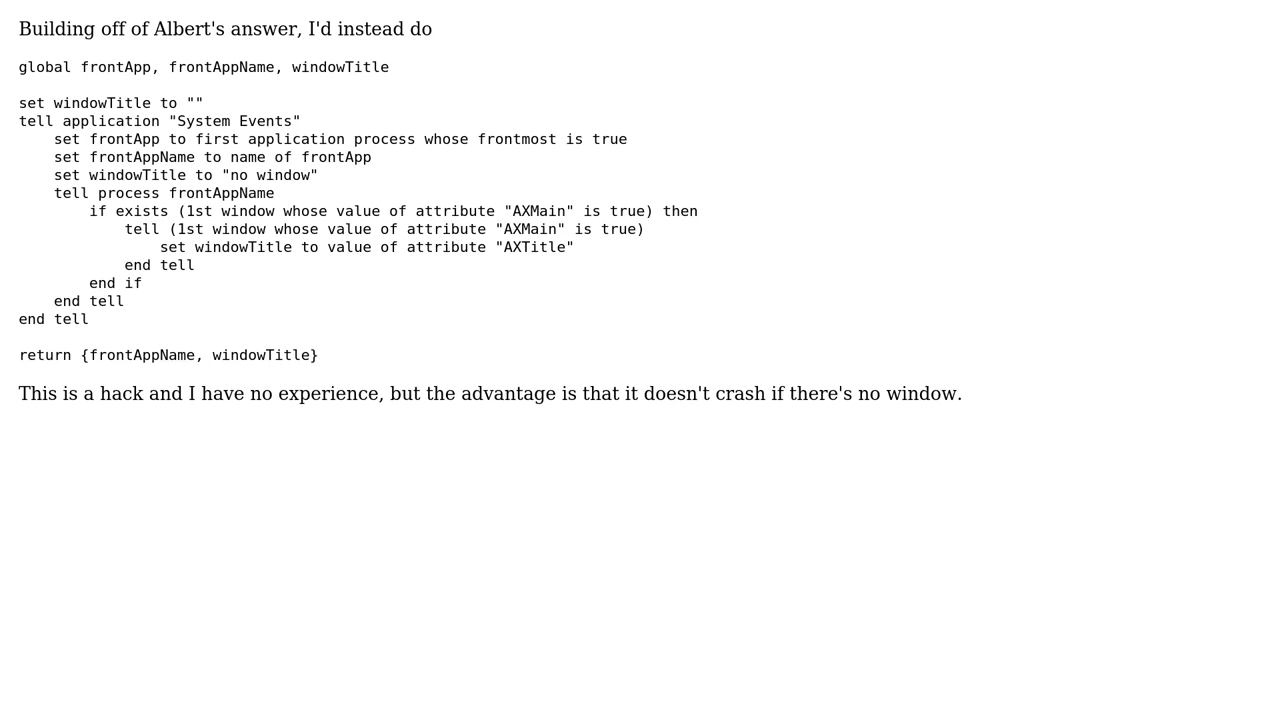 Building off of Albert's answer, I'd instead do
global frontApp, frontAppName, windowTitle
set windowTitle to ""
tell application "System Events"
    set frontApp to first application process whose frontmost is true
    set frontAppName to name of frontApp
    set windowTitle to "no window"
    tell process frontAppName
        if exists (1st window whose value of attribute "AXMain" is true) then
            tell (1st window whose value of attribute "AXMain" is true)
                set windowTitle to value of attribute "AXTitle"
            end tell
        end if
    end tell
end tell
return {frontAppName, windowTitle}
This is a hack and I have no experience, but the advantage is that it doesn't crash if there's no window.